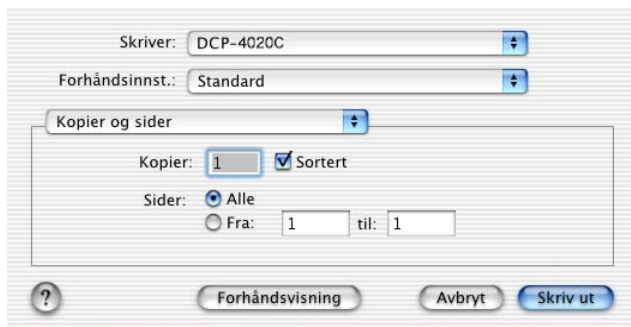 Skriver: DCP-4020C
Forhåndsinnst.: Standard
Kopier og sider
Kopier: 1 Sortert
Sider: Alle
Fra: 1 til: 1
? Forhåndsvisning Avbryt Skriv ut